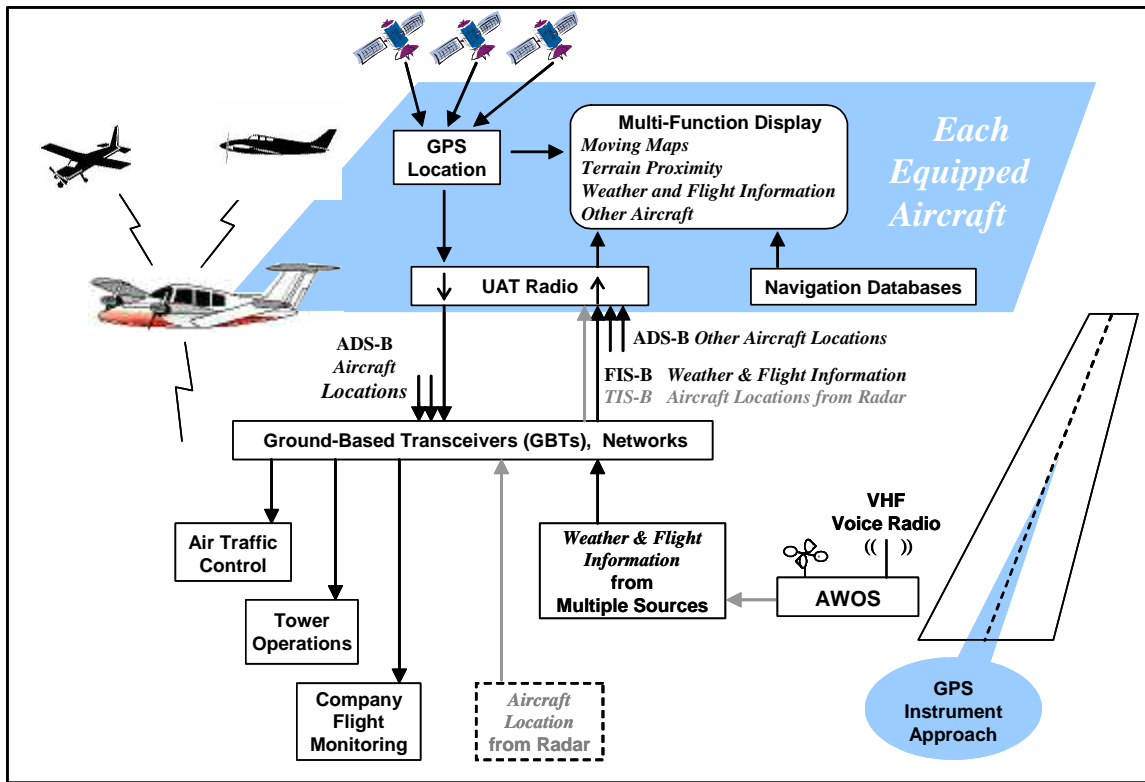 Each
Equipped
Aircraft
GPS
Location
Multi-Function Display
Moving Maps
Terrain Proximity
Weather and Flight Information
Other Aircraft
UAT Radio
Navigation Databases
ADS-B
Aircraft
Locations
ADS-B Other Aircraft Locations
FIS-B Weather & Flight Information
TIS-B Aircraft Locations from Radar
Ground-Based Transceivers (GBTs), Networks
Air Traffic
Control
Tower
Operations
Company
Flight
Monitoring
Aircraft
Location
from Radar
Weather & Flight
Information
from
Multiple Sources
VHF
Voice Radio
(( ))
AWOS
GPS
Instrument
Approach